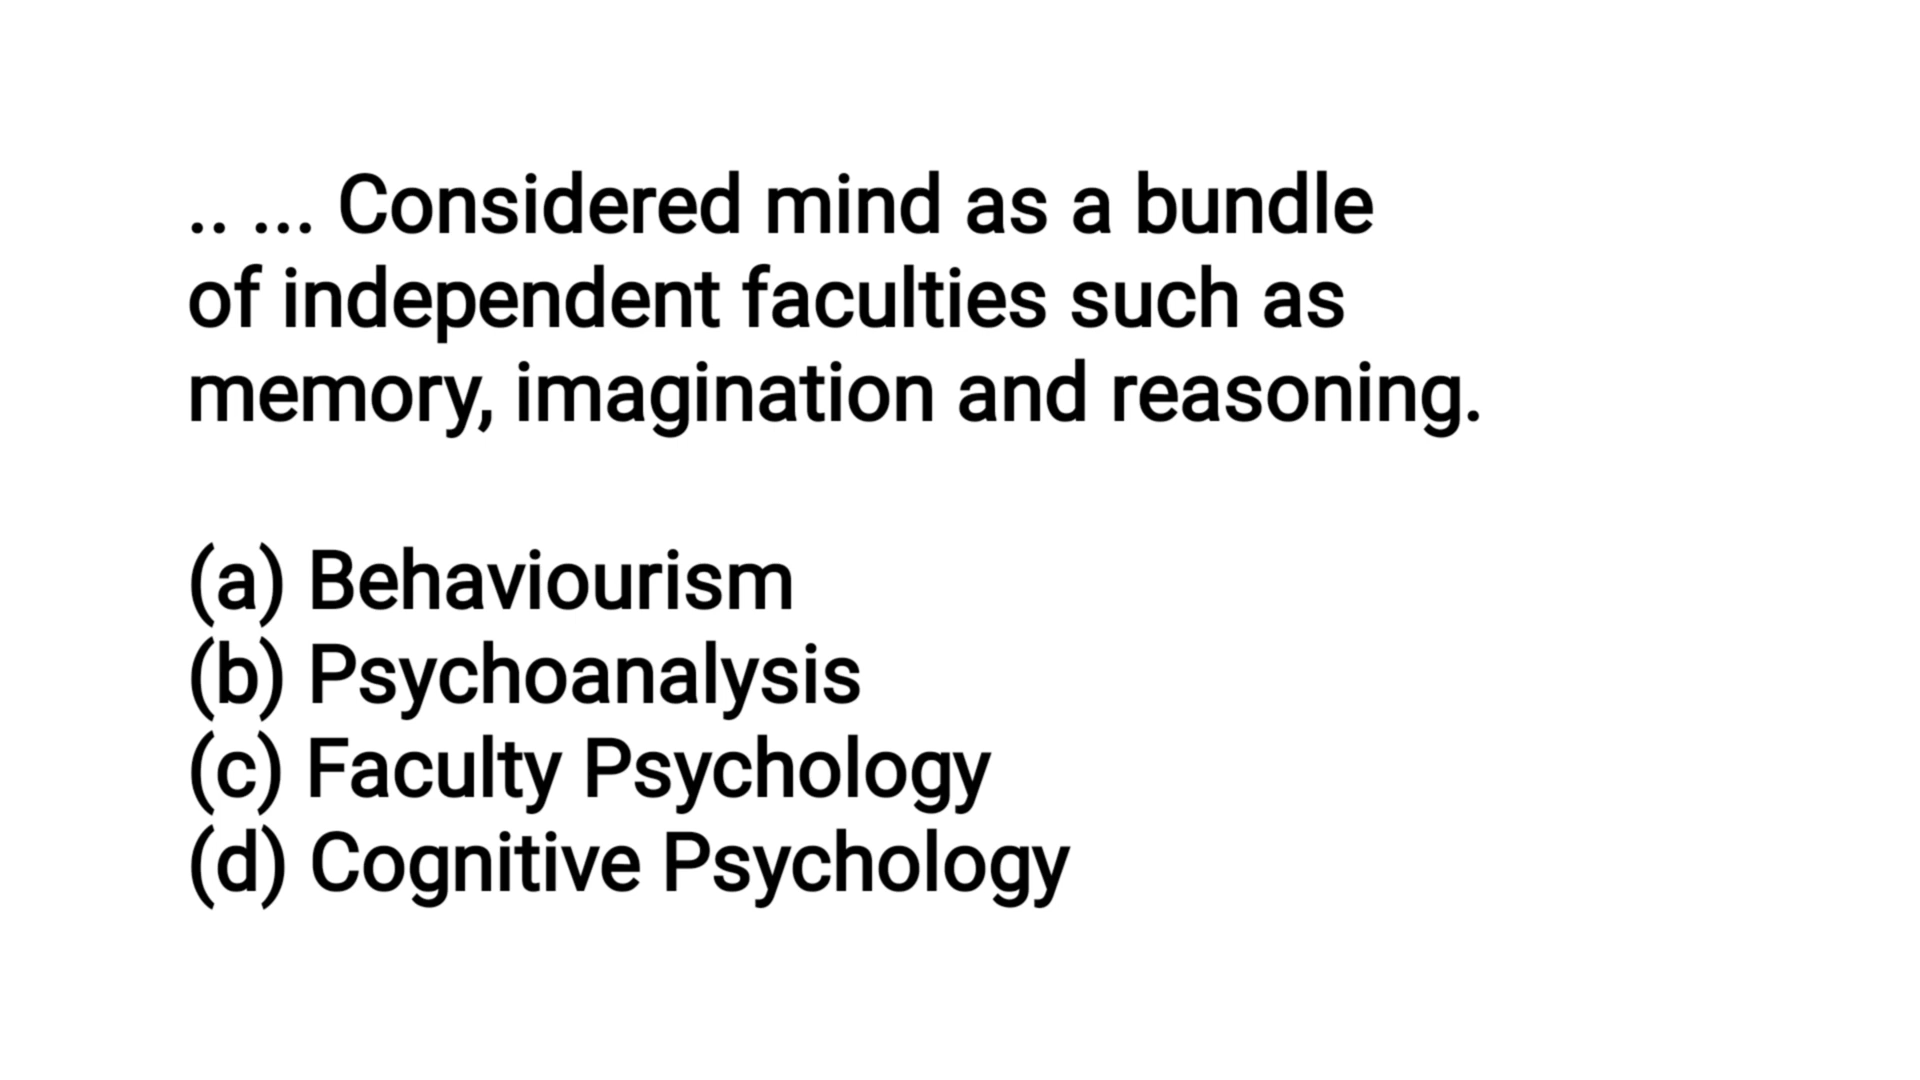 .. ... Considered mind as a bundle
of independent faculties such as
memory, imagination and reasoning.
(a) Behaviourism
(b) Psychoanalysis
(c) Faculty Psychology
(d) Cognitive Psychology